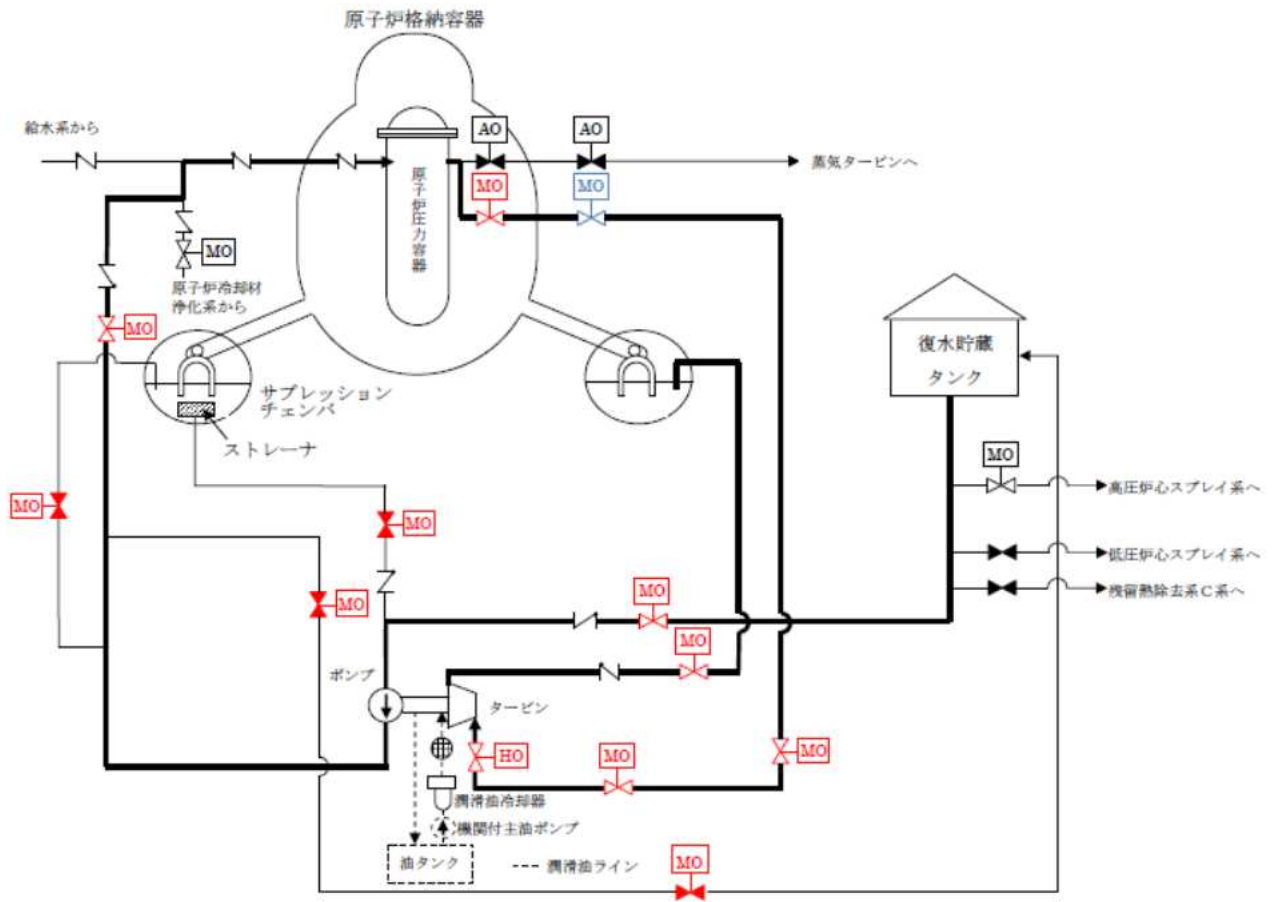 原子炉格納容器
給水系から
AO
AO
蒸気タービンへ
MO
MO
原子炉圧力容器
MO
原子炉冷却材
浄化系から
MO
復水貯蔵
タンク
サプレッション
チェンバ
ストレーナ
MO
高圧炉心スプレイ系へ
MO
MO
低圧炉心スプレイ系へ
MO
MO
残留熱除去系C系へ
MO
ポンプ
タービン
HO
MO
MO
潤滑油冷却器
機関付主油ポンプ
油タンク
潤滑油ライン
MO